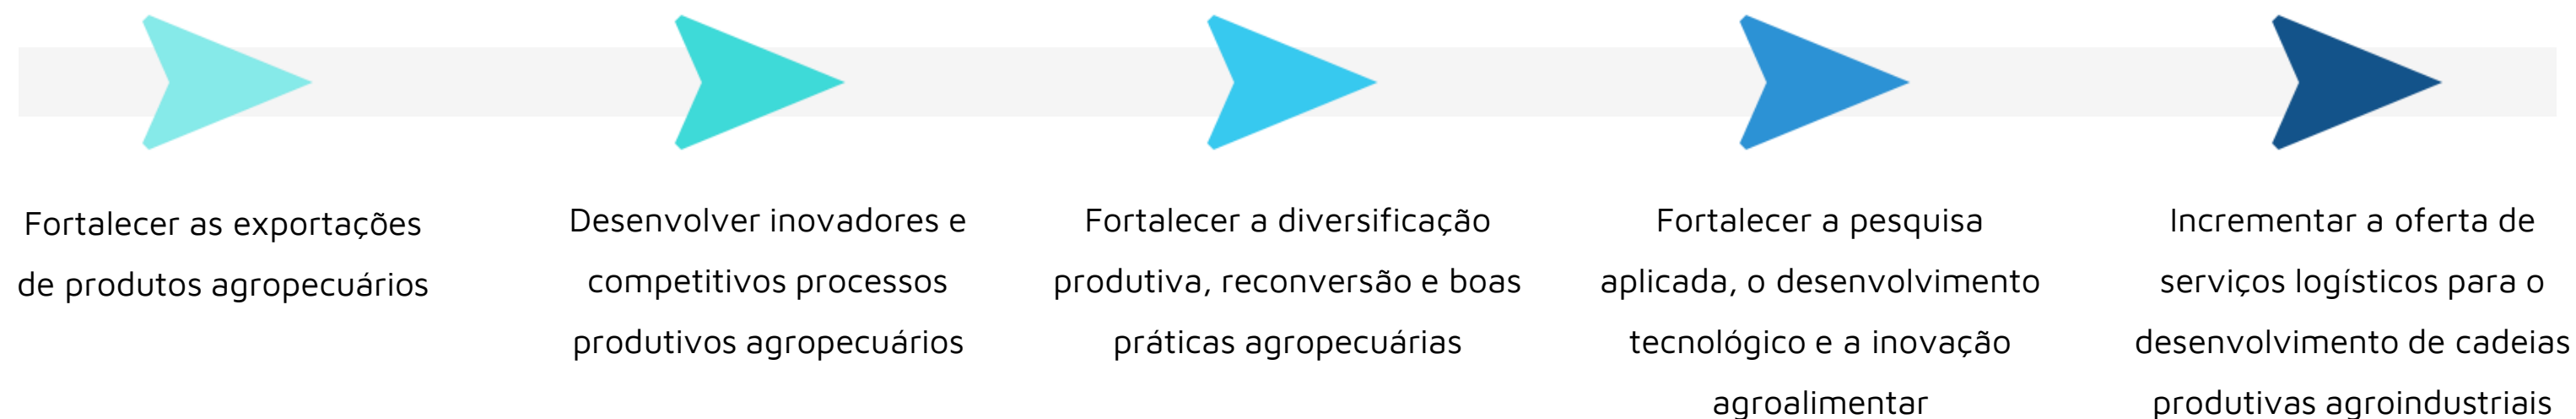 Fortalecer as exportações
de produtos agropecuários
Desenvolver inovadores e
competitivos processos
produtivos agropecuários
Fortalecer a diversificação
produtiva, reconversão e boas
práticas agropecuárias
Fortalecer a pesquisa
aplicada, o desenvolvimento
tecnológico e a inovação
agroalimentar
Incrementar a oferta de
serviços logísticos para o
desenvolvimento de cadeias
produtivas agroindustriais